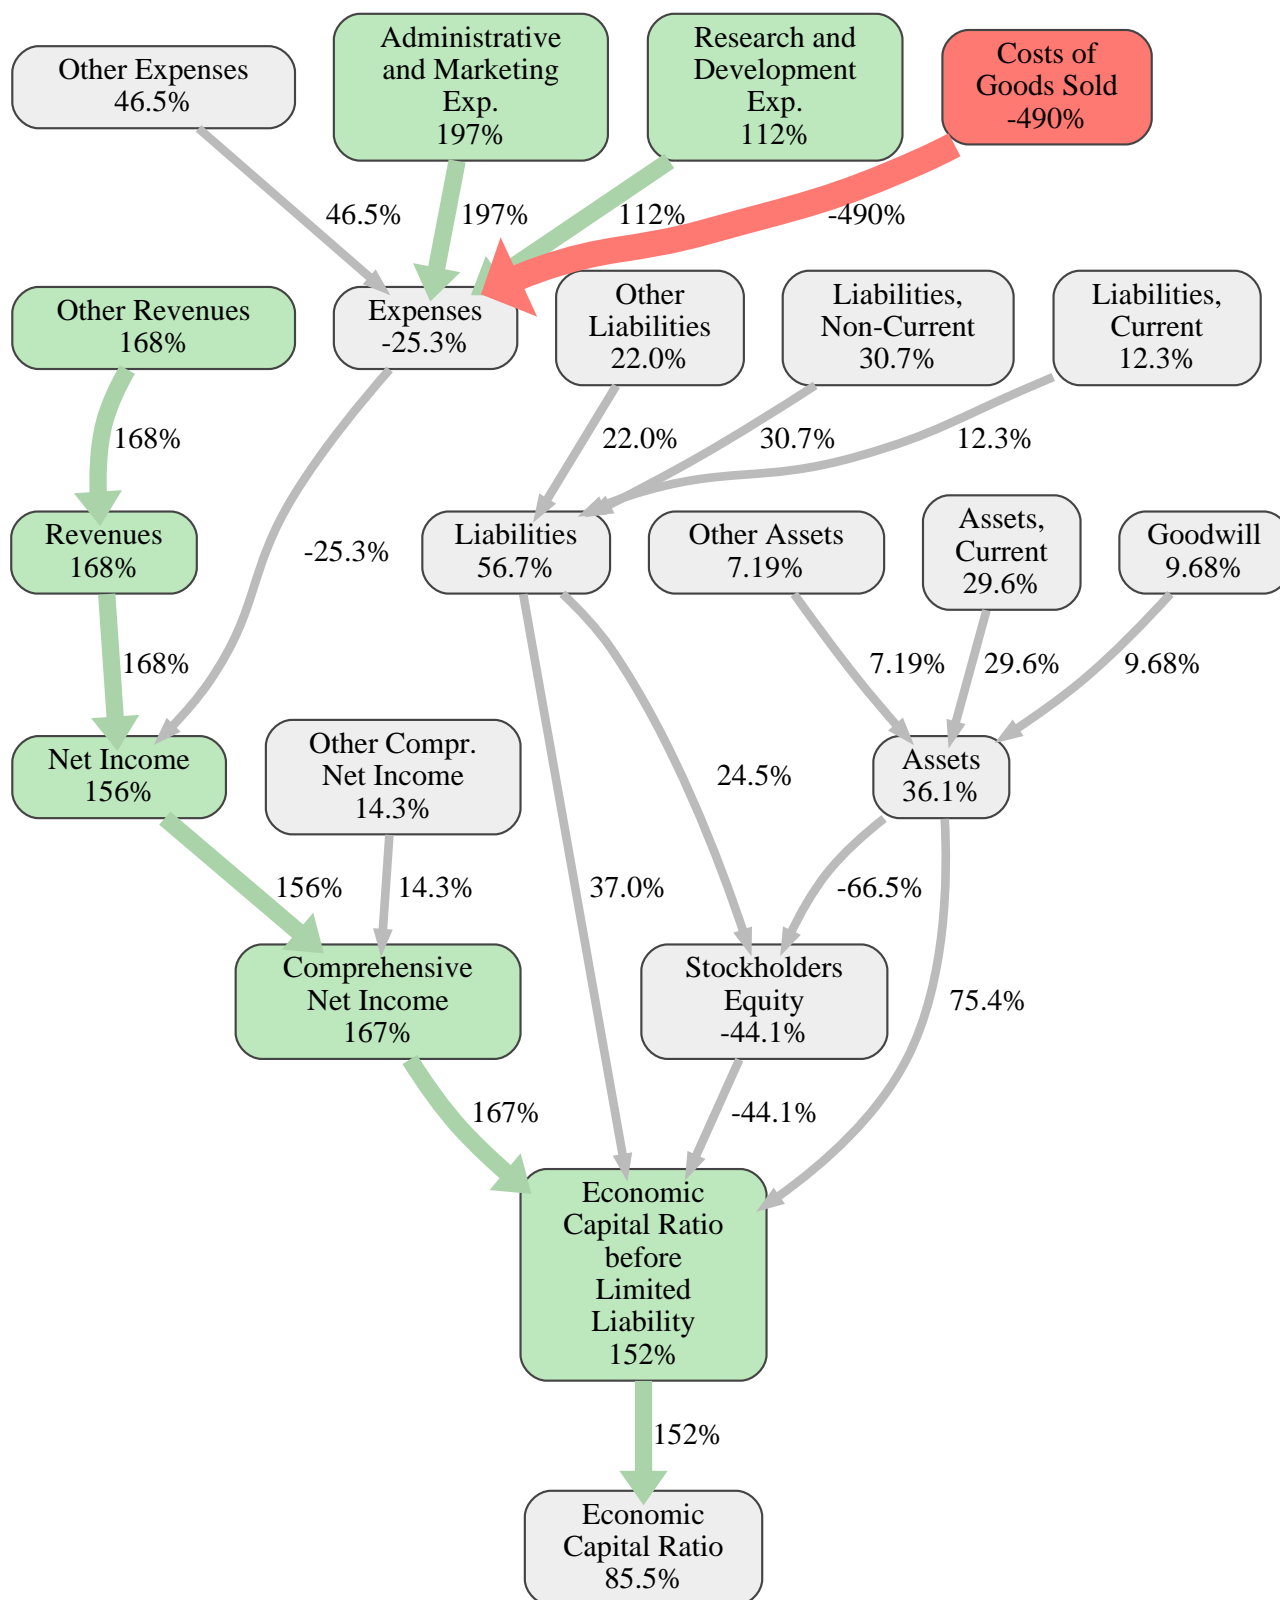 Other Expenses
46.5%
Administrative
and Marketing
Exp.
197%
Research and
Development
Exp.
112%
Costs of
Goods Sold
-490%
46.5%
197%
112%
-490%
Other Revenues
168%
Expenses
-25.3%
Other
Liabilities
22.0%
Liabilities,
Non-Current
30.7%
Liabilities,
Current
12.3%
168%
22.0%
30.7%
12.3%
Revenues
168%
-25.3%
Liabilities
56.7%
Other Assets
7.19%
Assets,
Current
29.6%
Goodwill
9.68%
168%
7.19%
29.6%
9.68%
Net Income
156%
Other Compr.
Net Income
14.3%
24.5%
Assets
36.1%
156%
14.3%
37.0%
-66.5%
Comprehensive
Net Income
167%
Stockholders
Equity
-44.1%
75.4%
167%
-44.1%
Economic
Capital Ratio
before
Limited
Liability
152%
152%
Economic
Capital Ratio
85.5%